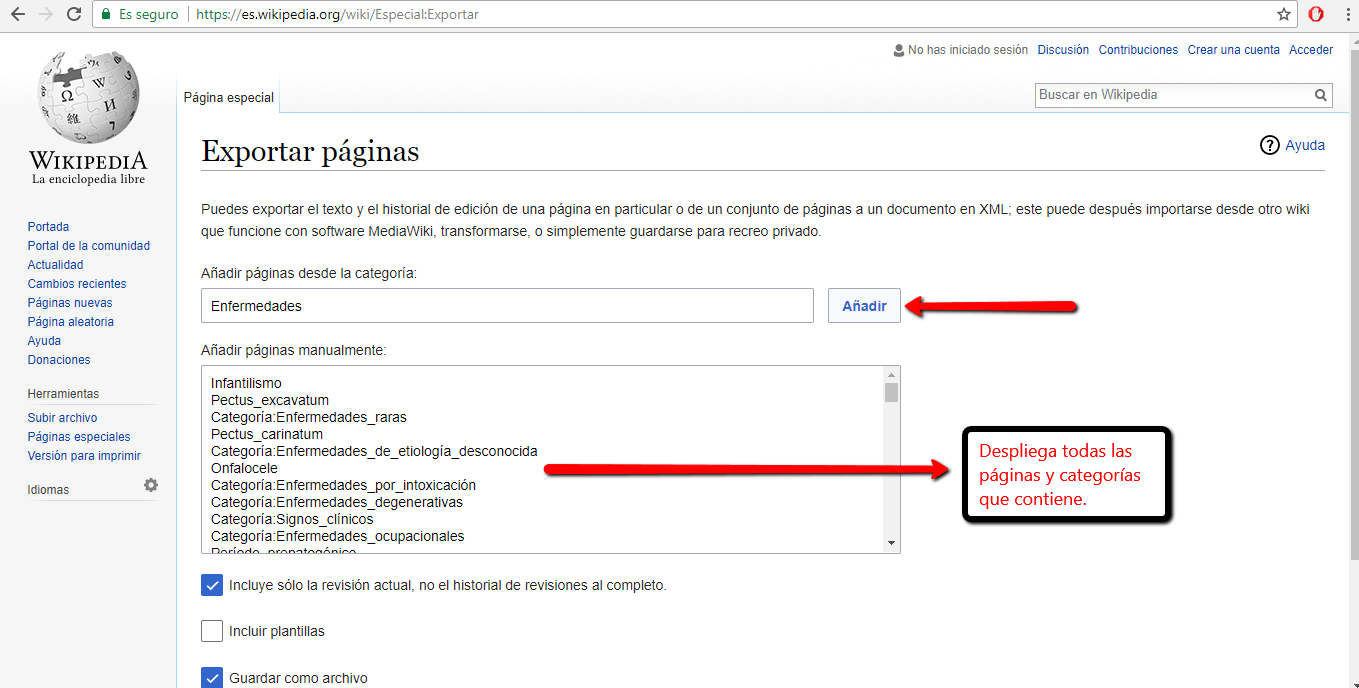 Es seguro
https://es.wikipedia.org/wiki/Especial:Exportar
No has iniciado sesión Discusión Contribuciones Crear una cuenta Acceder
Página especial
Buscar en Wikipedia
WIKIPEDIA
La enciclopedia libre
Portada
Portal de la comunidad
Actualidad
Cambios recientes
Páginas nuevas
Página aleatoria
Ayuda
Donaciones
Herramientas
Subir archivo
Páginas especiales
Versión para imprimir
Idiomas
Exportar páginas
? Ayuda
Puedes exportar el texto y el historial de edición de una página en particular o de un conjunto de páginas a un documento en XML; este puede después importarse desde otro wiki
que funcione con software MediaWiki, transformarse, o simplemente guardarse para recreo privado.
Añadir páginas desde la categoría:
Enfermedades
Añadir
Añadir páginas manualmente:
Infantilismo
Pectus_excavatum
Categoría:Enfermedades_raras
Pectus_carinatum
Categoría:Enfermedades_de_etiología_desconocida
Onfalocele
Categoría:Enfermedades_por_intoxicación
Categoría:Enfermedades_degenerativas
Categoría:Signos_clínicos
Categoría:Enfermedades_ocupacionales
Período_prepatogénico
Despliega todas las
páginas y categorías
que contiene.
Incluye sólo la revisión actual, no el historial de revisiones al completo.
Incluir plantillas
Guardar como archivo